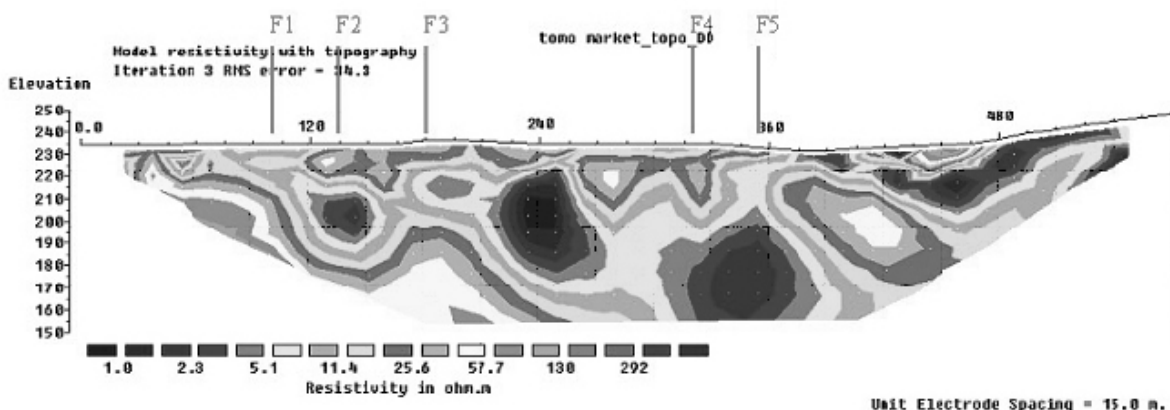 F1 F2 F3 F4 F5
tomo market_topo_DD
Model resistivity with topography
Iteration 3 RMS error = 34.3
Elevation
0.0 120 240 360 480
250
240
230
220
210
200
190
180
170
160
150
1.0 2.3 5.1 11.4 25.6 57.7 130 292
Resistivity in ohm.m
Unit Electrode Spacing = 15.0 m.